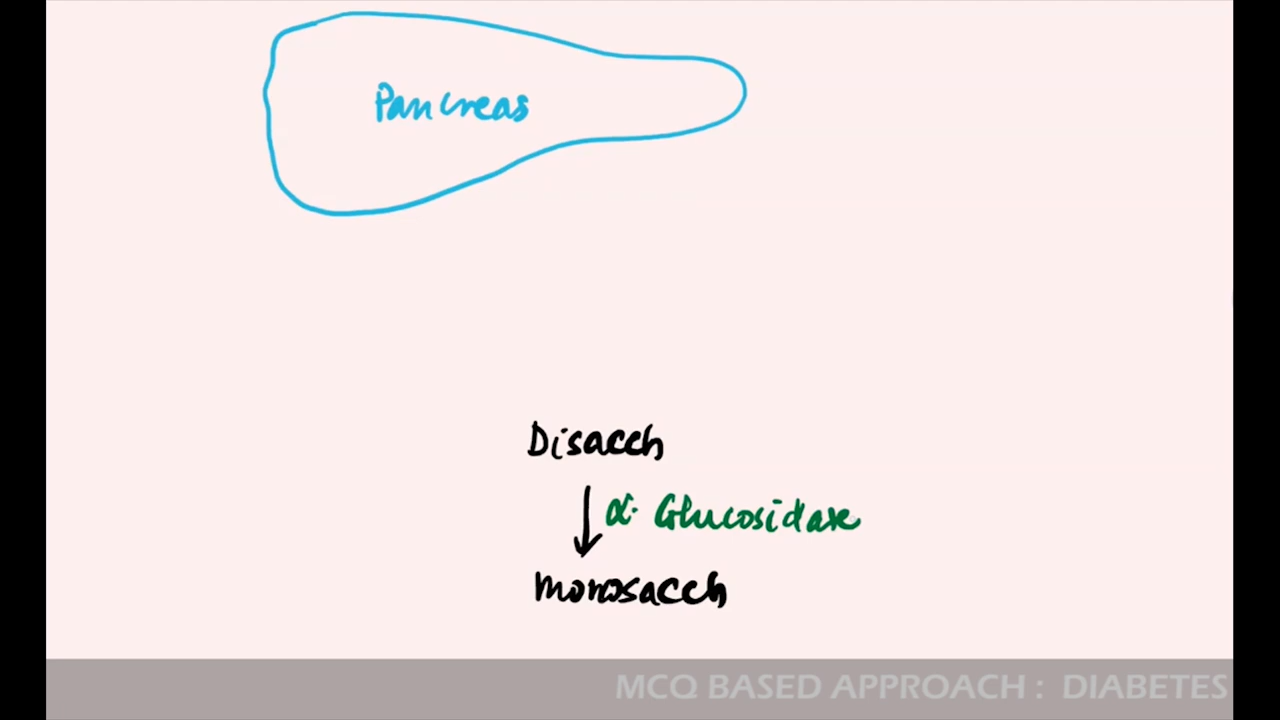 Pancreas
Disacch
α. Glucosidase
Monosacch
MCQ BASED APPROACH : DIABETES